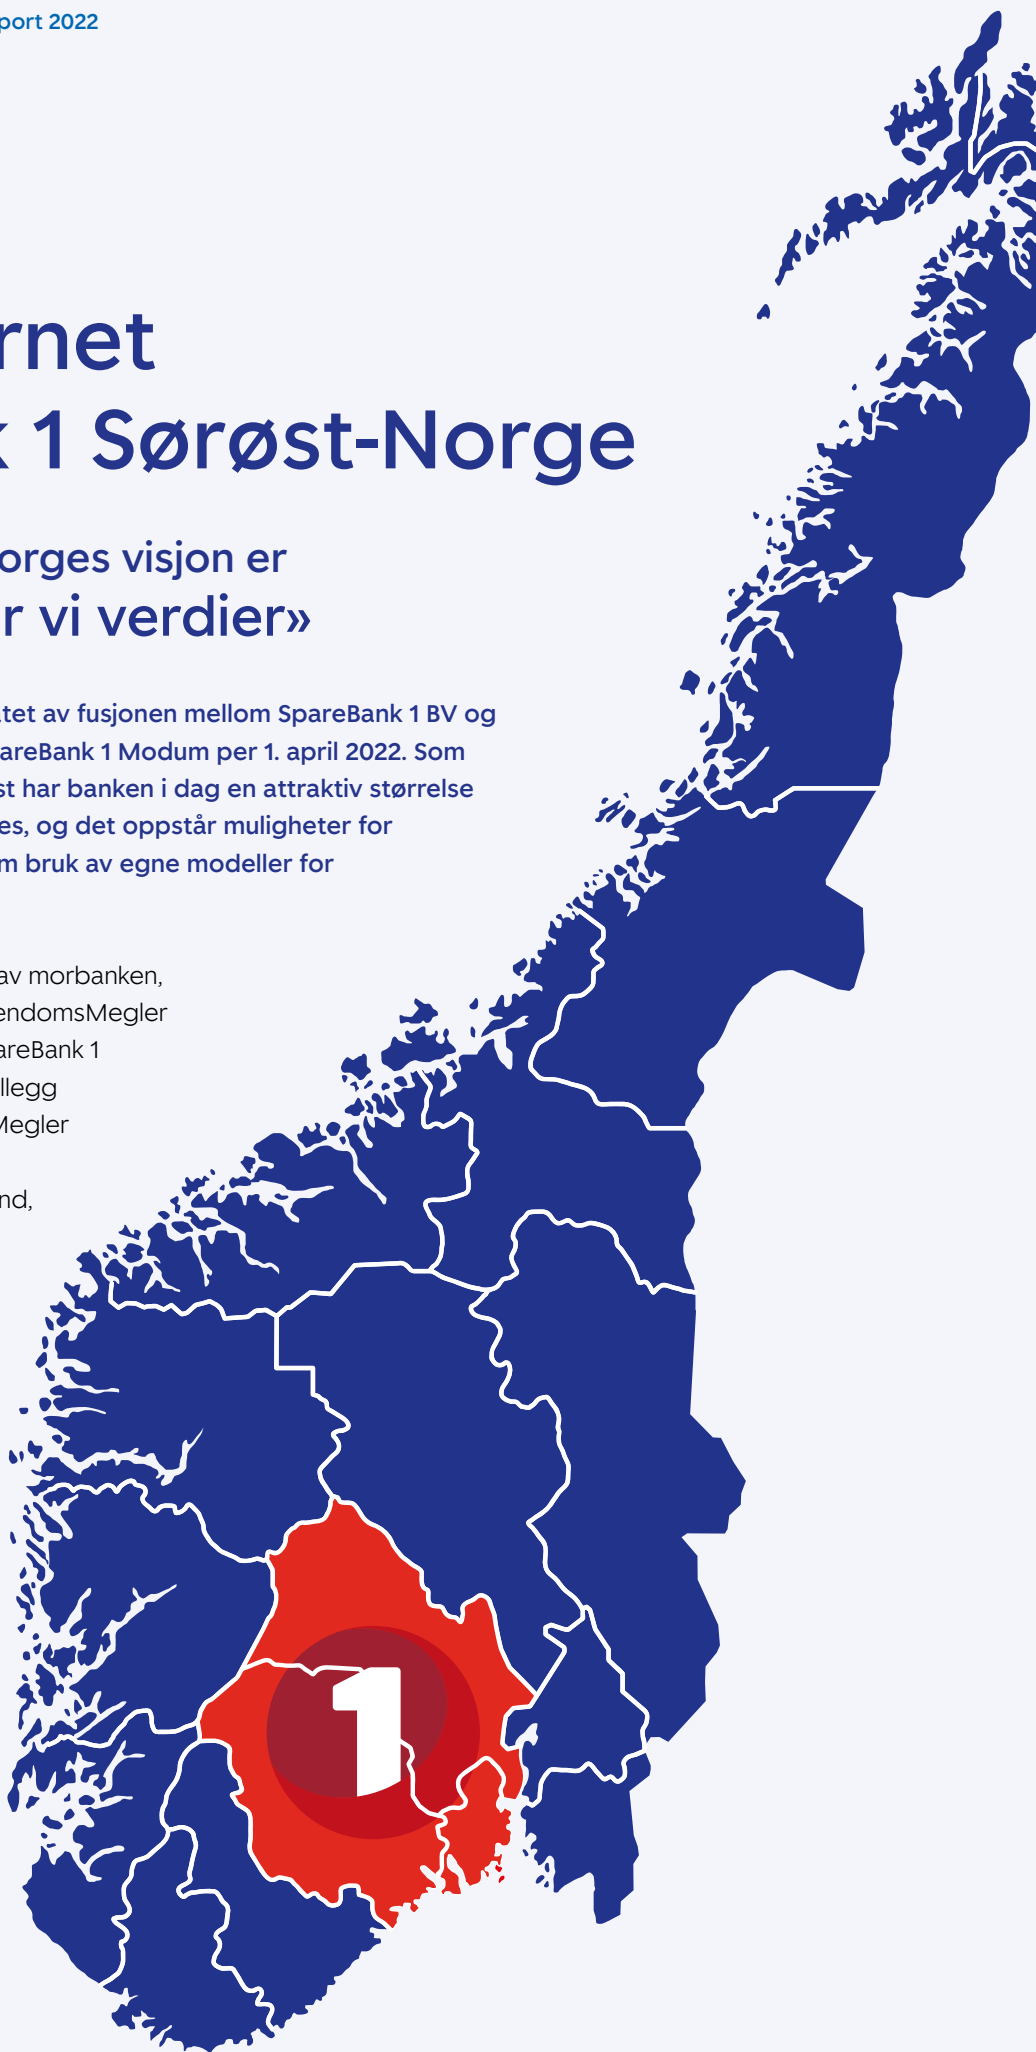 port 2022
rnet
k 1 Sørøst-Norge
orges visjon er
r vi verdier»
tet av fusjonen mellom SpareBank 1 BV og
areBank 1 Modum per 1. april 2022. Som
st har banken i dag en attraktiv størrelse
es, og det oppstår muligheter for
m bruk av egne modeller for
av morbanken,
endomsMegler
areBank 1
llegg
Megler
nd,
1